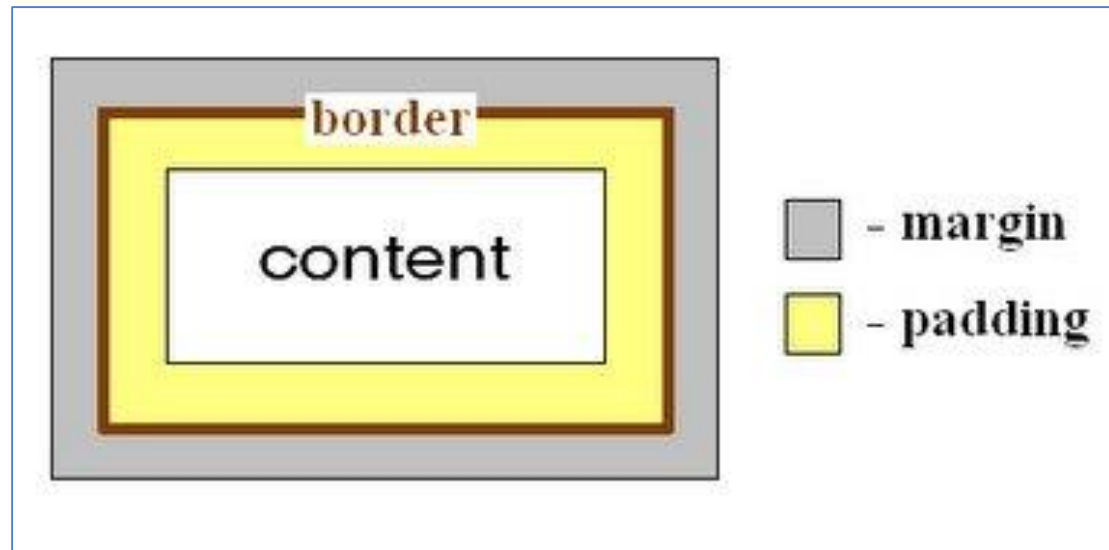 border
content
- margin
- padding